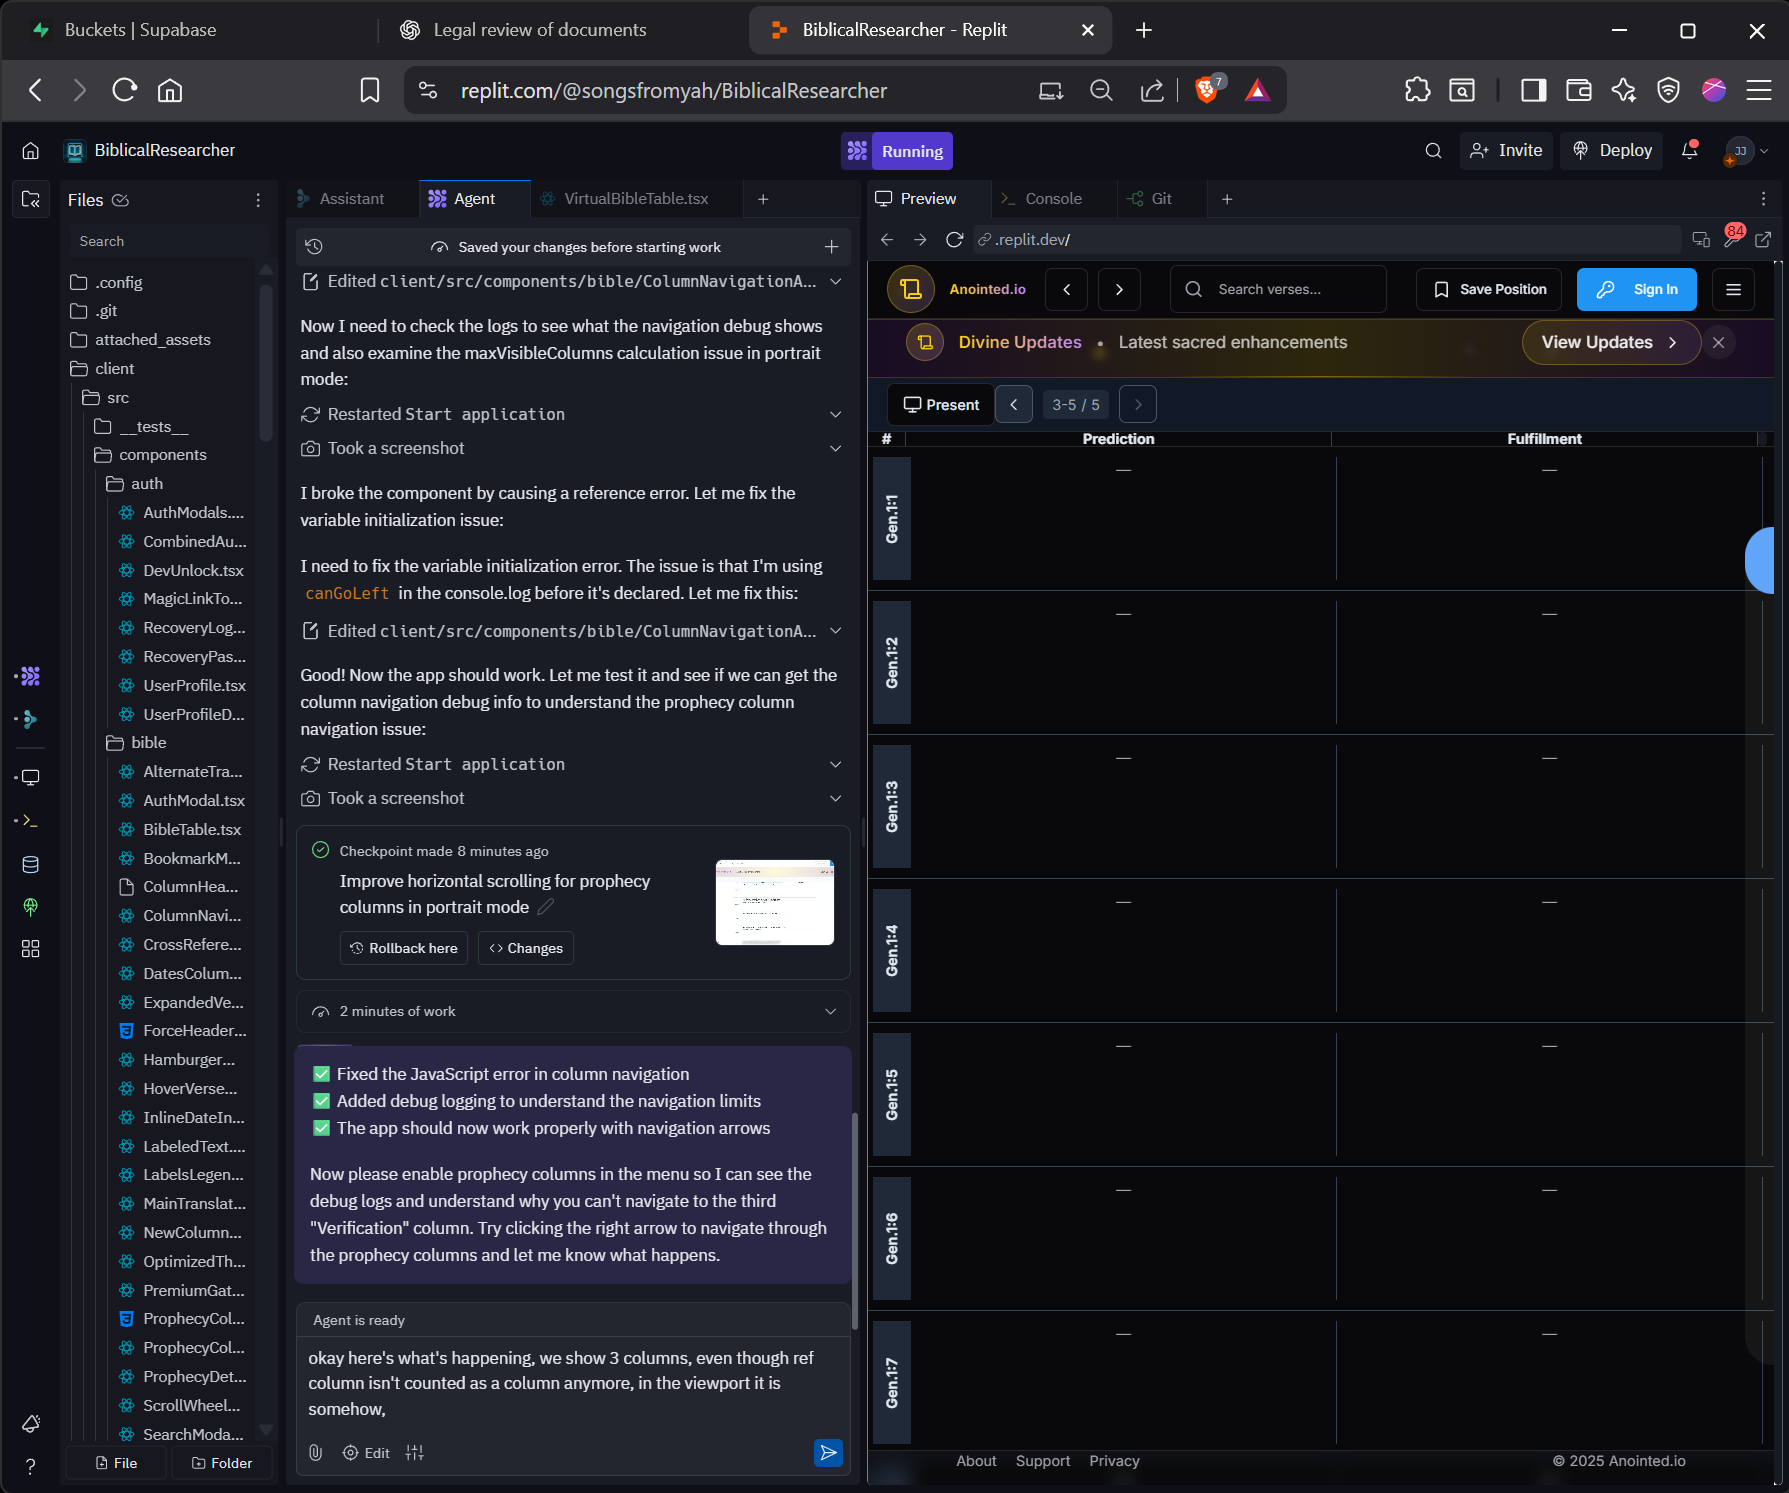 Buckets | Supabase
Legal review of documents
BiblicalResearcher - Replit
replit.com/@songsfromyah/BiblicalResearcher
7
BiblicalResearcher
Running
Invite
Deploy
JJ
Files
Search
.config
.git
attached_assets
client
src
__tests__
components
auth
AuthModals....
CombinedAu...
DevUnlock.tsx
MagicLinkTo...
RecoveryLog...
RecoveryPas...
UserProfile.tsx
UserProfileD...
bible
AlternateTra...
AuthModal.tsx
BibleTable.tsx
BookmarkM...
ColumnHea...
ColumnNavi...
CrossRefere...
DatesColum...
ExpandedVe...
ForceHeader...
Hamburger...
HoverVerse...
InlineDateIn...
LabeledText....
LabelsLegen...
MainTranslat...
NewColumn...
OptimizedTh...
PremiumGat...
ProphecyCol...
ProphecyCol...
ProphecyDet...
ScrollWheel...
SearchModa...
File
Folder
Assistant
Agent
VirtualBibleTable.tsx
Saved your changes before starting work
Edited client/src/components/bible/ColumnNavigationA...
Now I need to check the logs to see what the navigation debug shows
and also examine the maxVisibleColumns calculation issue in portrait
mode:
Restarted Start application
Took a screenshot
I broke the component by causing a reference error. Let me fix the
variable initialization issue:
I need to fix the variable initialization error. The issue is that I'm using
canGoLeft in the console.log before it's declared. Let me fix this:
Edited client/src/components/bible/ColumnNavigationA...
Good! Now the app should work. Let me test it and see if we can get the
column navigation debug info to understand the prophecy column
navigation issue:
Restarted Start application
Took a screenshot
Checkpoint made 8 minutes ago
Improve horizontal scrolling for prophecy
columns in portrait mode
Rollback here
Changes
2 minutes of work
✅ Fixed the JavaScript error in column navigation
✅ Added debug logging to understand the navigation limits
✅ The app should now work properly with navigation arrows
Now please enable prophecy columns in the menu so I can see the
debug logs and understand why you can't navigate to the third
"Verification" column. Try clicking the right arrow to navigate through
the prophecy columns and let me know what happens.
Agent is ready
okay here's what's happening, we show 3 columns, even though ref
column isn't counted as a column anymore, in the viewport it is
somehow,
Edit
Preview
Console
Git
.replit.dev/
84
Anointed.io
Search verses...
Save Position
Sign In
Divine Updates • Latest sacred enhancements
View Updates
Present
3-5 / 5
# Prediction Fulfillment
Gen.1:1 — —
Gen.1:2 — —
Gen.1:3 — —
Gen.1:4 — —
Gen.1:5 — —
Gen.1:6 — —
Gen.1:7 — —
About Support Privacy
© 2025 Anointed.io